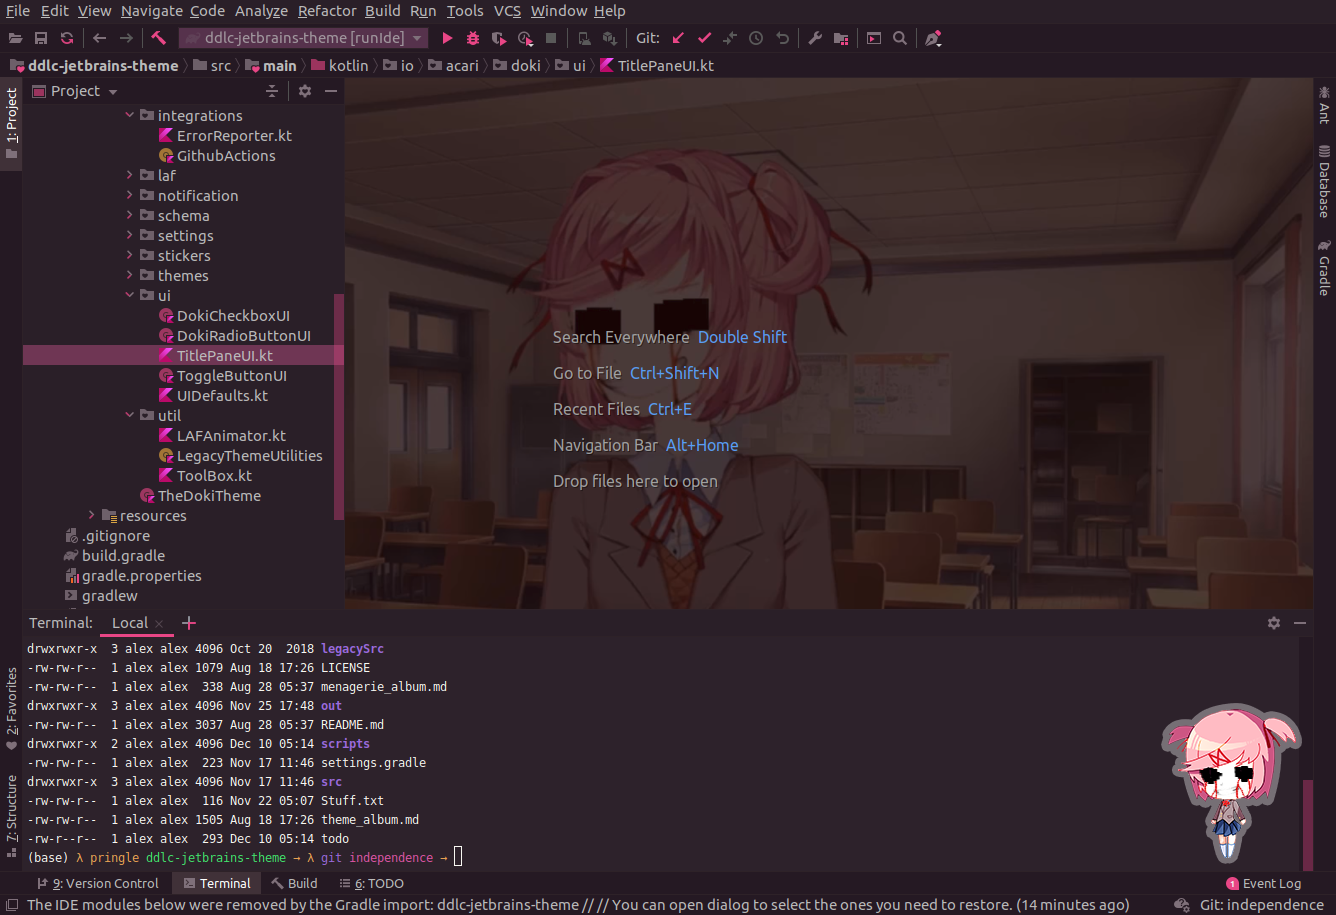 File Edit View Navigate Code Analyze Refactor Build Run Tools VCS Window Help
ddlc-jetbrains-theme [runIde] Git:
ddlc-jetbrains-theme src main kotlin io acari doki ui TitlePaneUI.kt
1: Project
Project
integrations
ErrorReporter.kt
GithubActions
laf
notification
schema
settings
stickers
themes
ui
DokiCheckboxUI
DokiRadioButtonUI
TitlePaneUI.kt
ToggleButtonUI
UIDefaults.kt
util
LAFAnimator.kt
LegacyThemeUtilities
ToolBox.kt
TheDokiTheme
resources
.gitignore
build.gradle
gradle.properties
gradlew
Search Everywhere Double Shift
Go to File Ctrl+Shift+N
Recent Files Ctrl+E
Navigation Bar Alt+Home
Drop files here to open
Ant
Database
Gradle
2: Favorites
7: Structure
Terminal: Local
drwxrwxr-x 3 alex alex 4096 Oct 20 2018 legacySrc
-rw-rw-r-- 1 alex alex 1079 Aug 18 17:26 LICENSE
-rw-rw-r-- 1 alex alex 338 Aug 28 05:37 menagerie_album.md
drwxrwxr-x 3 alex alex 4096 Nov 25 17:48 out
-rw-rw-r-- 1 alex alex 3037 Aug 28 05:37 README.md
drwxrwxr-x 2 alex alex 4096 Dec 10 05:14 scripts
-rw-rw-r-- 1 alex alex 223 Nov 17 11:46 settings.gradle
drwxrwxr-x 3 alex alex 4096 Nov 17 11:46 src
-rw-rw-r-- 1 alex alex 116 Nov 22 05:07 Stuff.txt
-rw-rw-r-- 1 alex alex 1505 Aug 18 17:26 theme_album.md
-rw-r--r-- 1 alex alex 293 Dec 10 05:14 todo
(base) λ pringle ddlc-jetbrains-theme → λ git independence →
9: Version Control Terminal Build 6: TODO 1 Event Log
The IDE modules below were removed by the Gradle import: ddlc-jetbrains-theme // // You can open dialog to select the ones you need to restore. (14 minutes ago) Git: independence